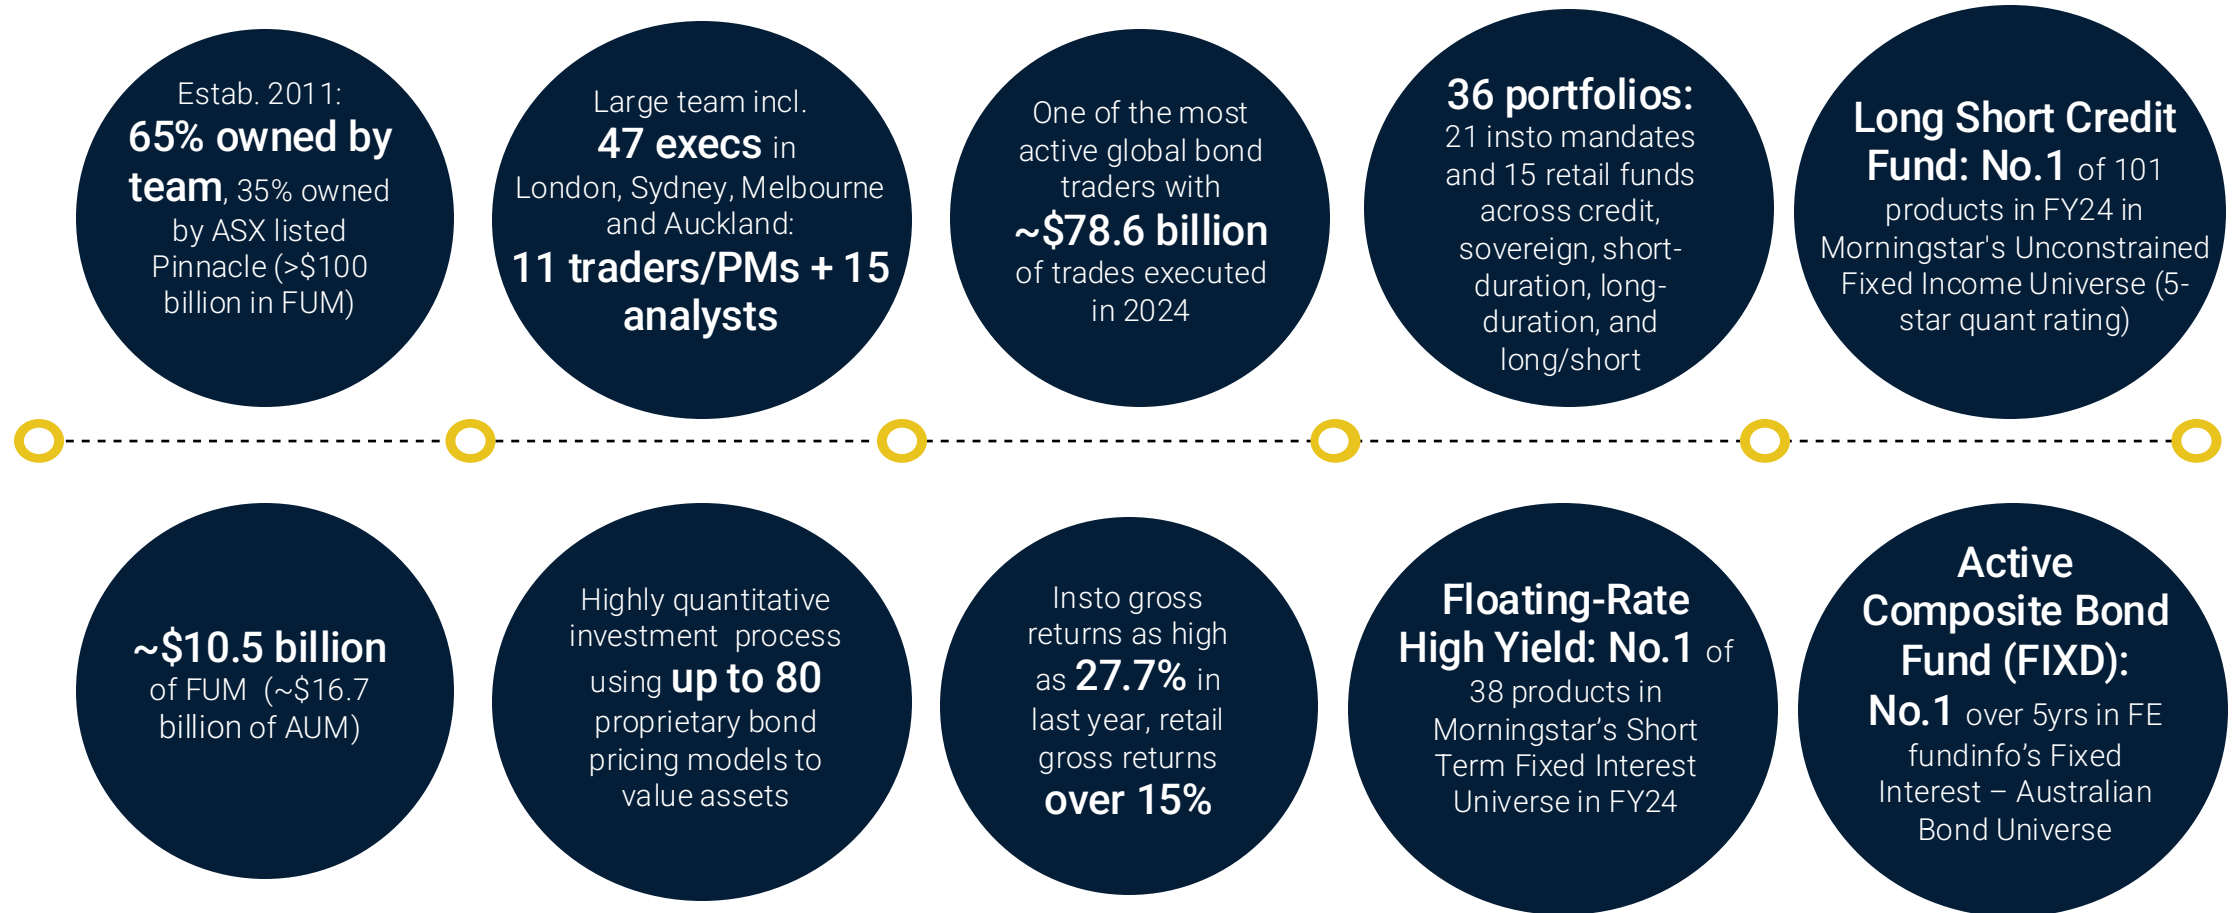 Estab. 2011:
65% owned by
team, 35% owned
by ASX listed
Pinnacle (>$100
billion in FUM)
Large team incl.
47 execs in
London, Sydney, Melbourne
and Auckland:
11 traders/PMs + 15
analysts
One of the most
active global bond
traders with
~$78.6 billion
of trades executed
in 2024
36 portfolios:
21 insto mandates
and 15 retail funds
across credit,
sovereign, short-
duration, long-
duration, and
long/short
Long Short Credit
Fund: No.1 of 101
products in FY24 in
Morningstar's Unconstrained
Fixed Income Universe (5-
star quant rating)
~$10.5 billion
of FUM (~$16.7
billion of AUM)
Highly quantitative
investment process
using up to 80
proprietary bond
pricing models to
value assets
Insto gross
returns as high
as 27.7% in
last year, retail
gross returns
over 15%
Floating-Rate
High Yield: No.1 of
38 products in
Morningstar’s Short
Term Fixed Interest
Universe in FY24
Active
Composite Bond
Fund (FIXD):
No.1 over 5yrs in FE
fundinfo’s Fixed
Interest – Australian
Bond Universe